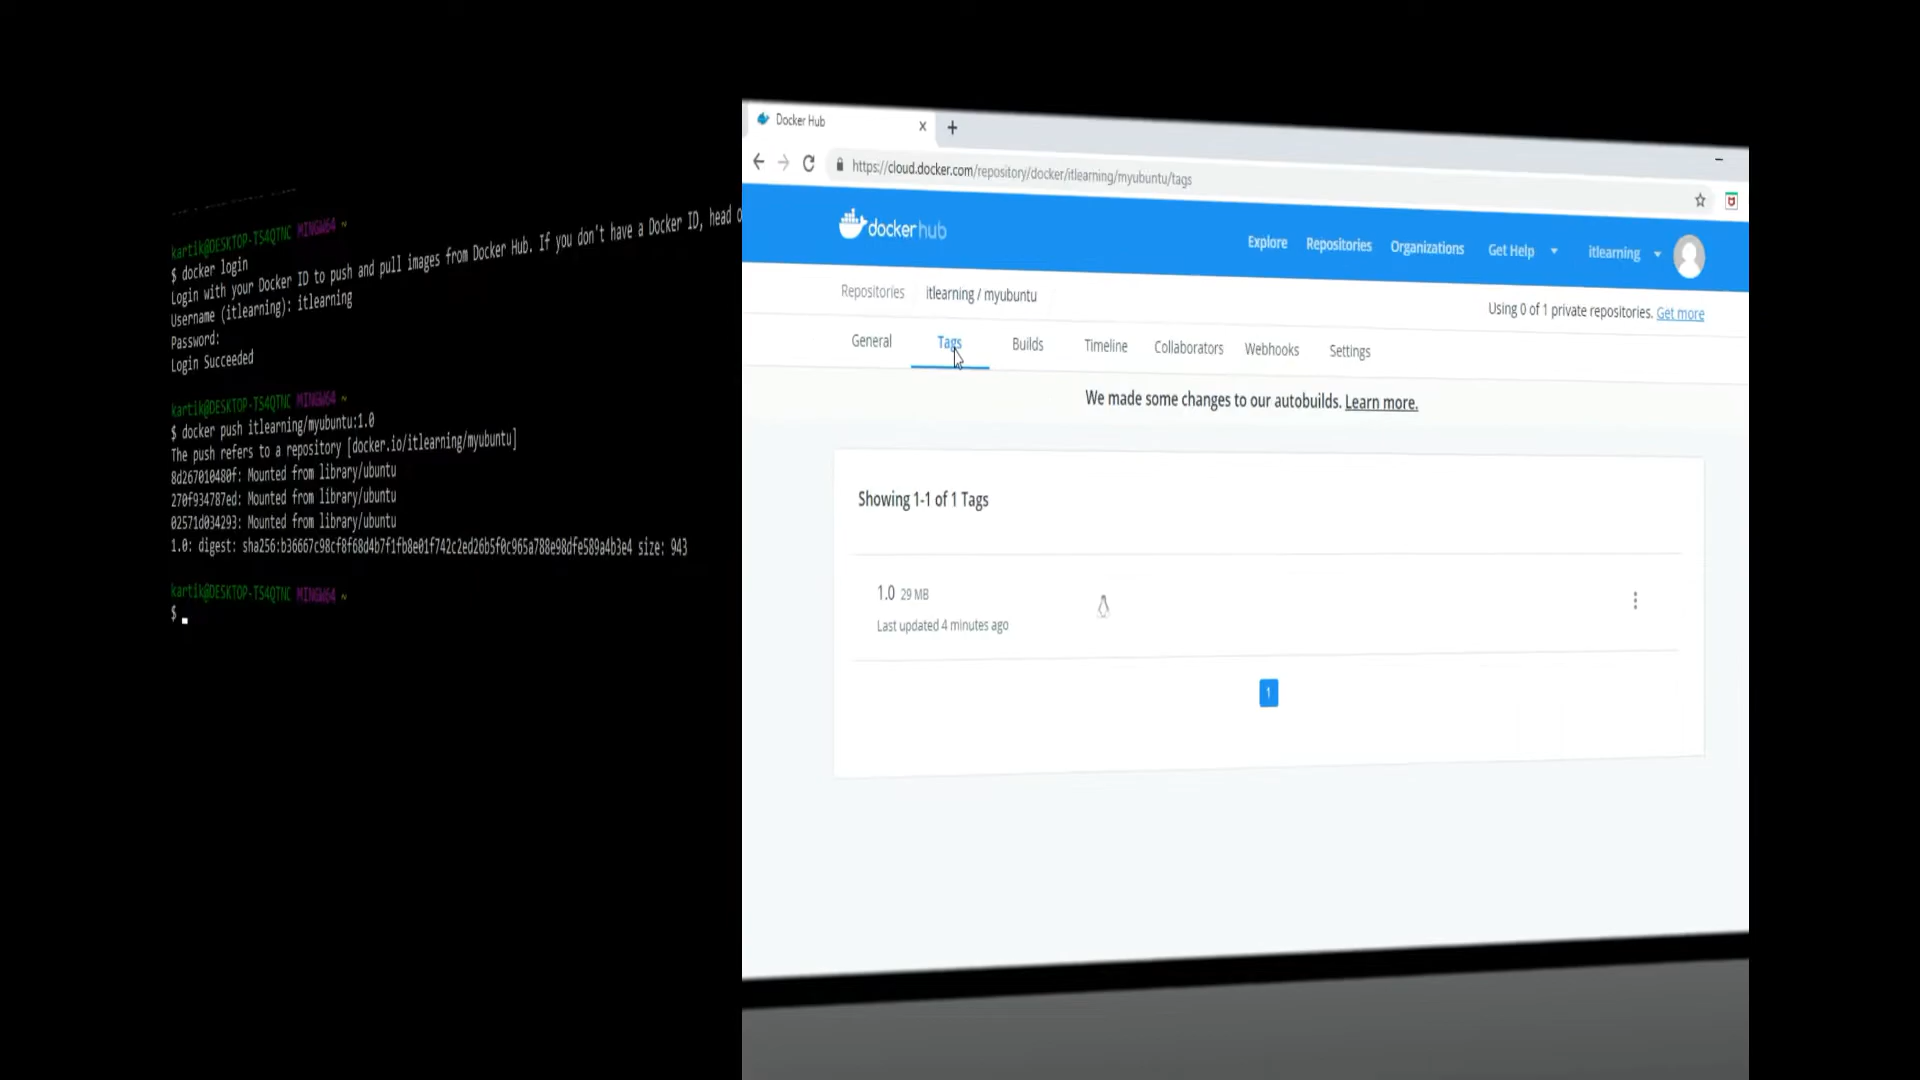 kartik@DESKTOP-TS4QTNC MINGW64 ~
$ docker login
Login with your Docker ID to push and pull images from Docker Hub. If you don't have a Docker ID, head o
Username (itlearning): itlearning
Password:
Login Succeeded
kartik@DESKTOP-TS4QTNC MINGW64 ~
$ docker push itlearning/myubuntu:1.0
The push refers to a repository [docker.io/itlearning/myubuntu]
8d267010480f: Mounted from library/ubuntu
270f934787ed: Mounted from library/ubuntu
02571d034293: Mounted from library/ubuntu
1.0: digest: sha256:b36667c98cf8f68d4b7f1fb8e01f742c2ed26b5f0c965a788e98dfe589a4b3e4 size: 943
kartik@DESKTOP-TS4QTNC MINGW64 ~
$
Docker Hub
https://cloud.docker.com/repository/docker/itlearning/myubuntu/tags
docker hub
Explore Repositories Organizations Get Help itlearning
Repositories itlearning / myubuntu
Using 0 of 1 private repositories. Get more
General Tags Builds Timeline Collaborators Webhooks Settings
We made some changes to our autobuilds. Learn more.
Showing 1-1 of 1 Tags
1.0 29 MB
Last updated 4 minutes ago
1